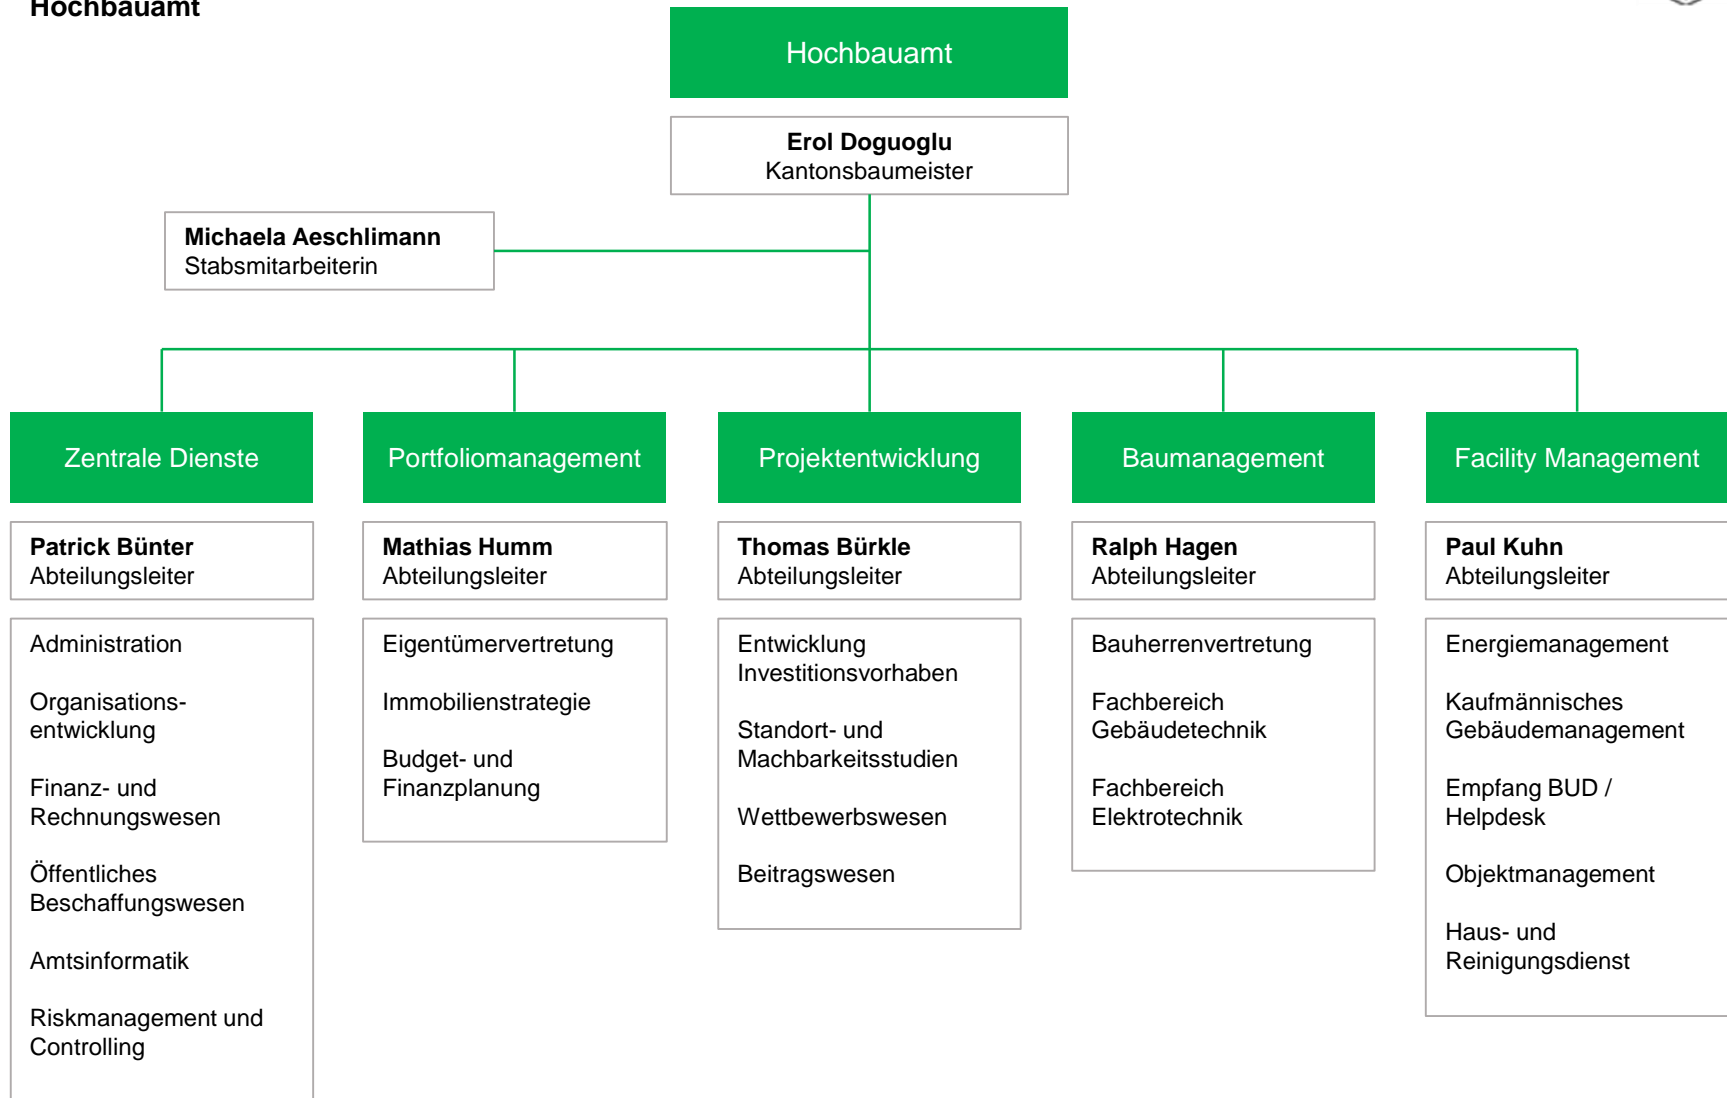 Hochbauamt
Hochbauamt
Erol Doguoglu
Kantonsbaumeister
Michaela Aeschlimann
Stabsmitarbeiterin
Zentrale Dienste
Patrick Bünter
Abteilungsleiter
Administration
Organisations-
entwicklung
Finanz- und
Rechnungswesen
Öffentliches
Beschaffungswesen
Amtsinformatik
Riskmanagement und
Controlling
Portfoliomanagement
Mathias Humm
Abteilungsleiter
Eigentümervertretung
Immobilienstrategie
Budget- und
Finanzplanung
Projektentwicklung
Thomas Bürkle
Abteilungsleiter
Entwicklung
Investitionsvorhaben
Standort- und
Machbarkeitsstudien
Wettbewerbswesen
Beitragswesen
Baumanagement
Ralph Hagen
Abteilungsleiter
Bauherrenvertretung
Fachbereich
Gebäudetechnik
Fachbereich
Elektrotechnik
Facility Management
Paul Kuhn
Abteilungsleiter
Energiemanagement
Kaufmännisches
Gebäudemanagement
Empfang BUD /
Helpdesk
Objektmanagement
Haus- und
Reinigungsdienst